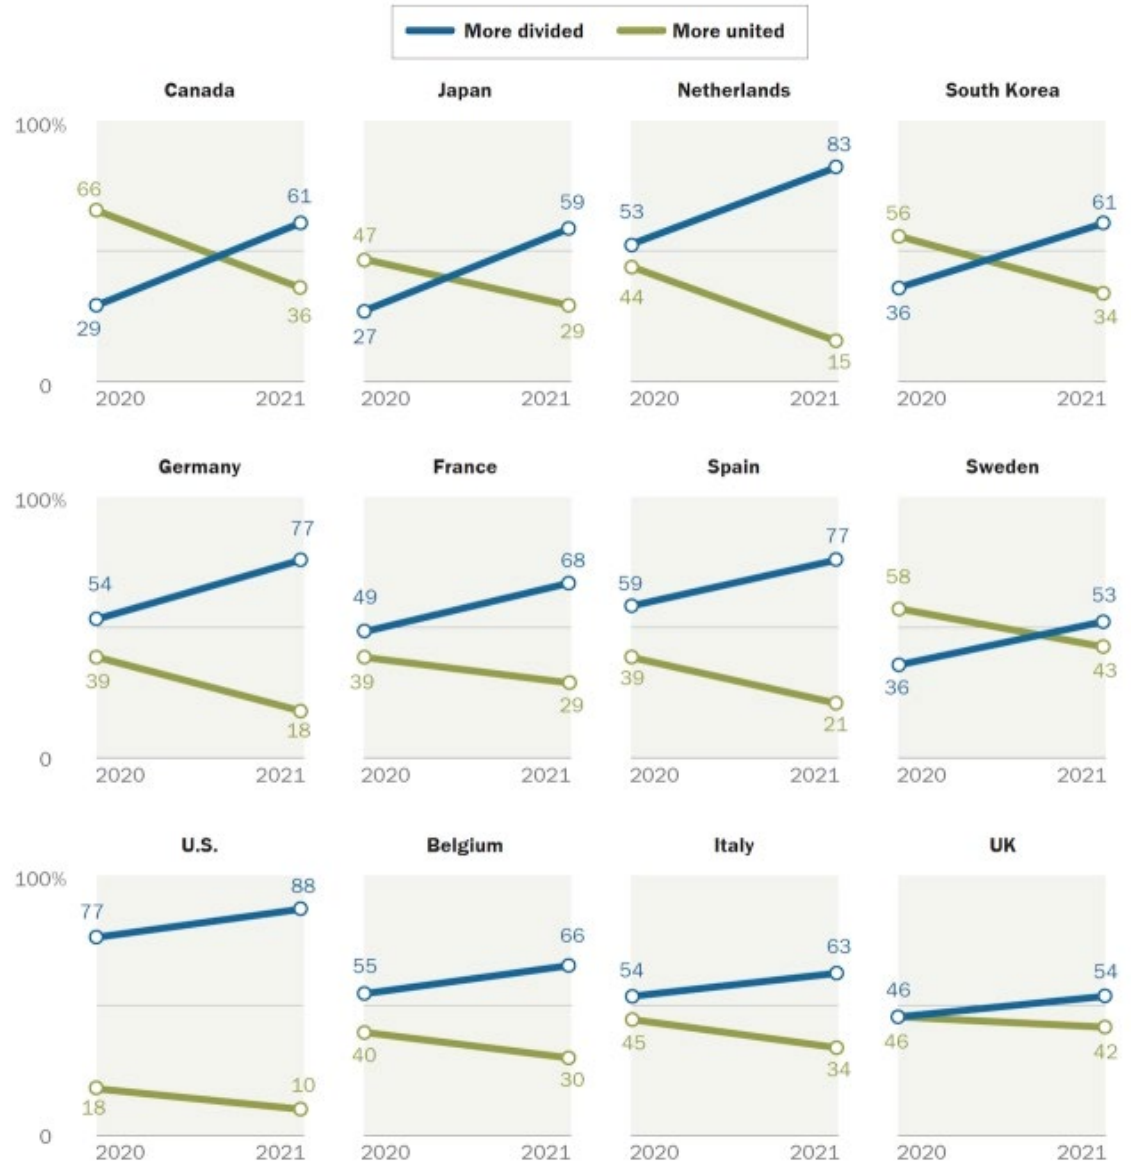 More divided More united
Canada Japan Netherlands South Korea
100%
66 61 47 59 53 83 56 61
29 36 27 29 44 15 36 34
0
2020 2021 2020 2021 2020 2021 2020 2021
Germany France Spain Sweden
100%
54 77 49 68 59 77 58 53
39 18 39 29 39 21 36 43
0
2020 2021 2020 2021 2020 2021 2020 2021
U.S. Belgium Italy UK
100%
77 88 55 66 54 63 46 54
18 10 40 30 45 34 46 42
0
2020 2021 2020 2021 2020 2021 2020 2021